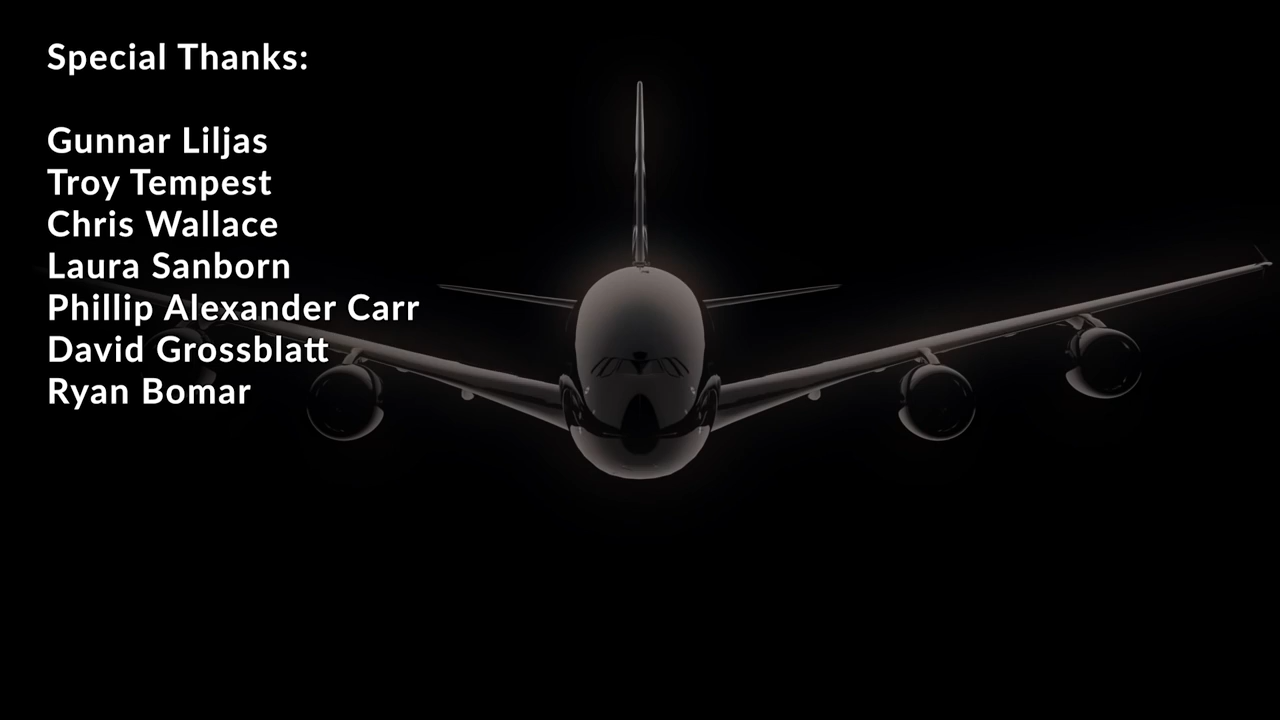 Special Thanks:
Gunnar Liljas
Troy Tempest
Chris Wallace
Laura Sanborn
Phillip Alexander Carr
David Grossblatt
Ryan Bomar